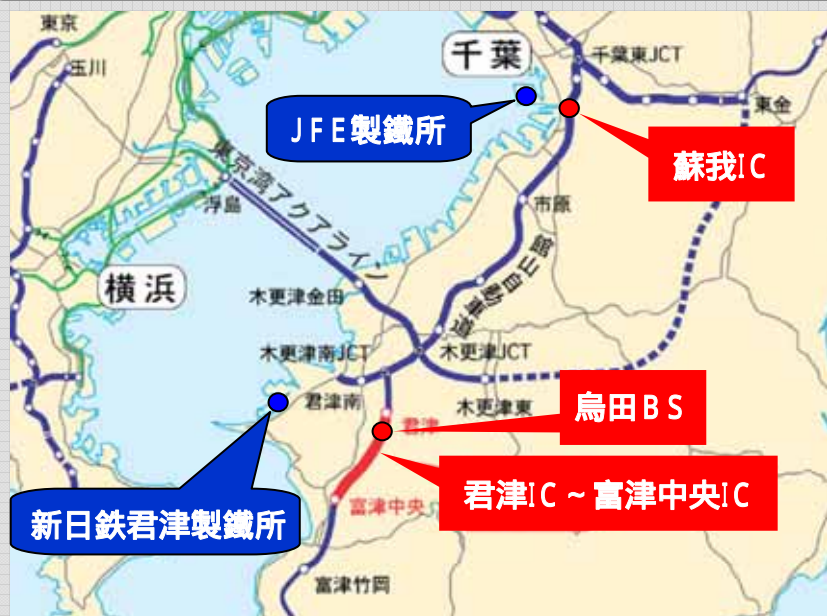 東京
玉川
千葉
千葉東JCT
東金
JFE製鐵所
蘇我IC
東京湾アクアライン
浮島
市原
館山自動車道
横浜
木更津金田
木更津南JCT
木更津JCT
君津南
木更津東
烏田BS
君津
君津IC~富津中央IC
富津中央
新日鉄君津製鐵所
富津竹岡